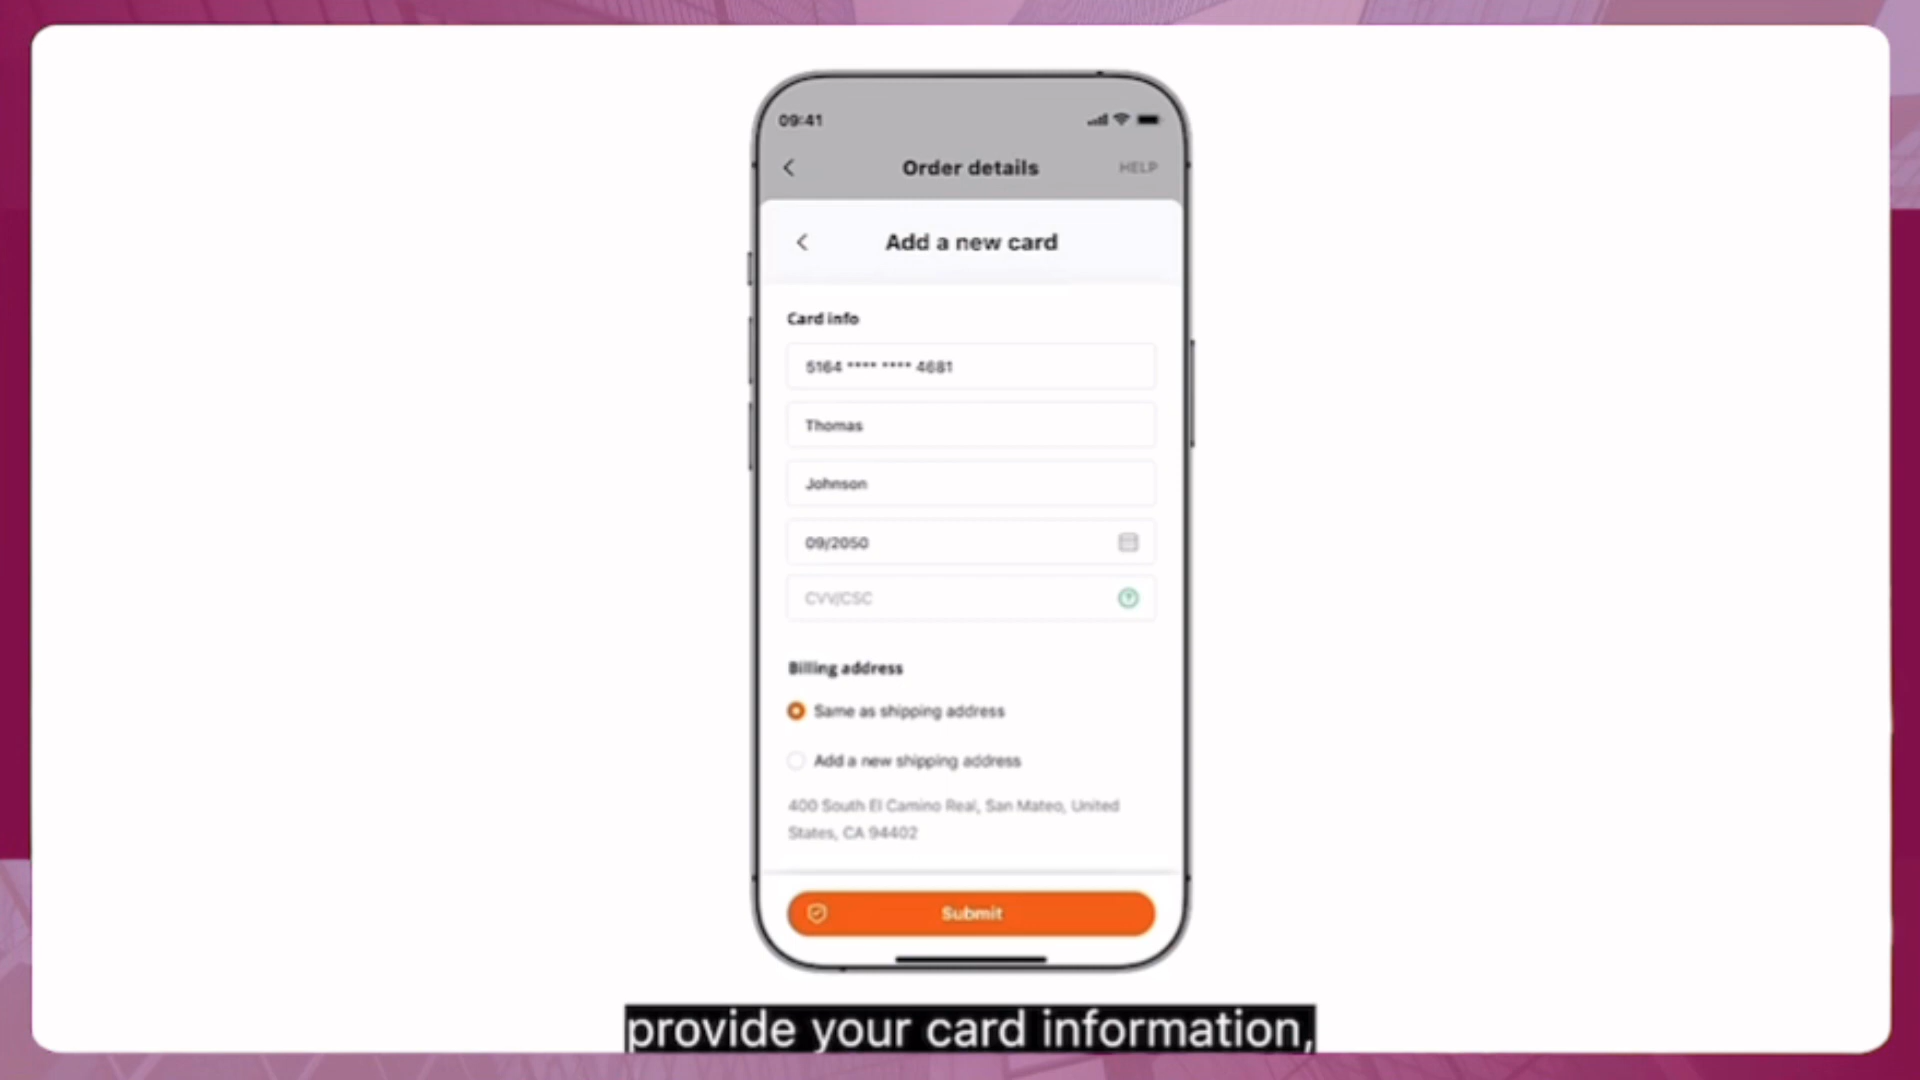 09:41
Order details
HELP
Add a new card
Card info
5164 **** **** 4681
Thomas
Johnson
09/2050
CVV/CSC
Billing address
Same as shipping address
Add a new shipping address
400 South El Camino Real, San Mateo, United
States, CA 94402
Submit
provide your card information,